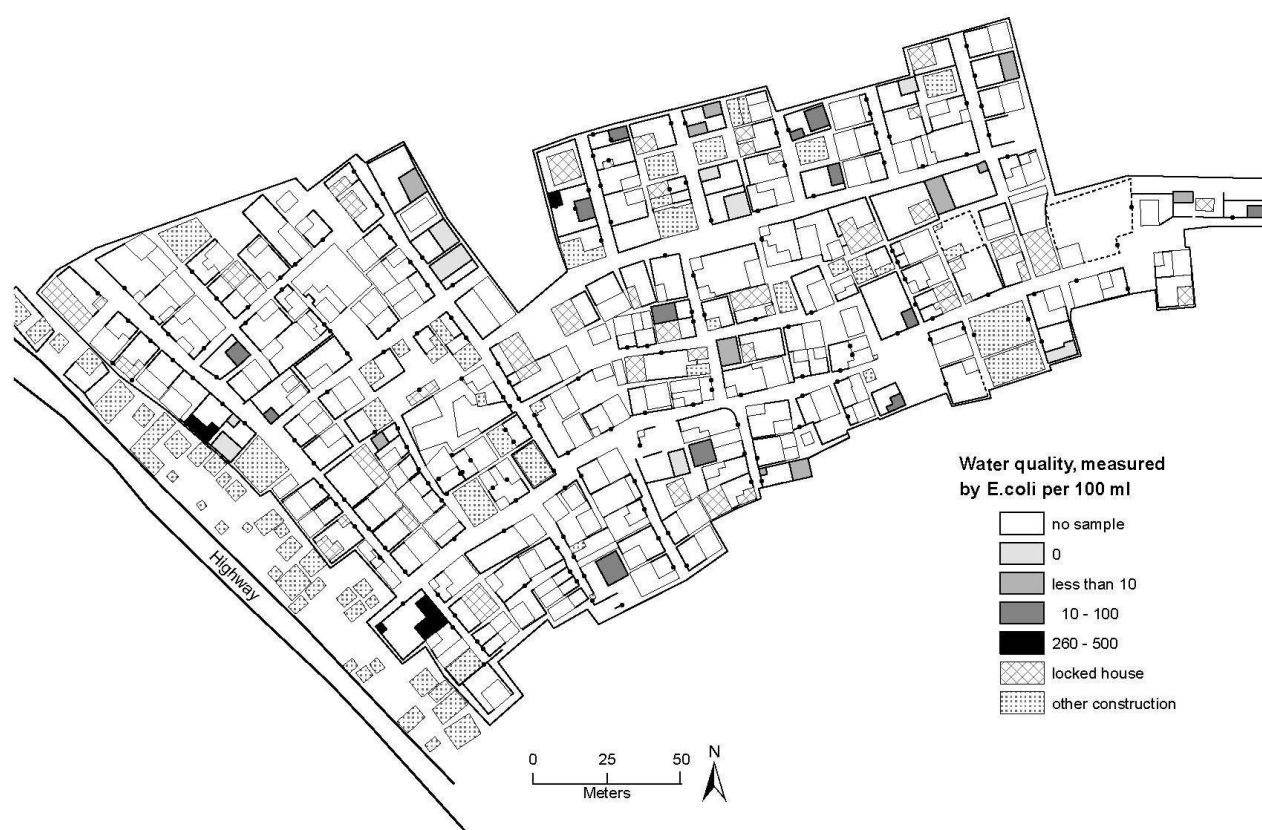 Water quality, measured
by E.coli per 100 ml
no sample
0
less than 10
10 - 100
260 - 500
locked house
other construction
Highway
N
0 25 50
Meters